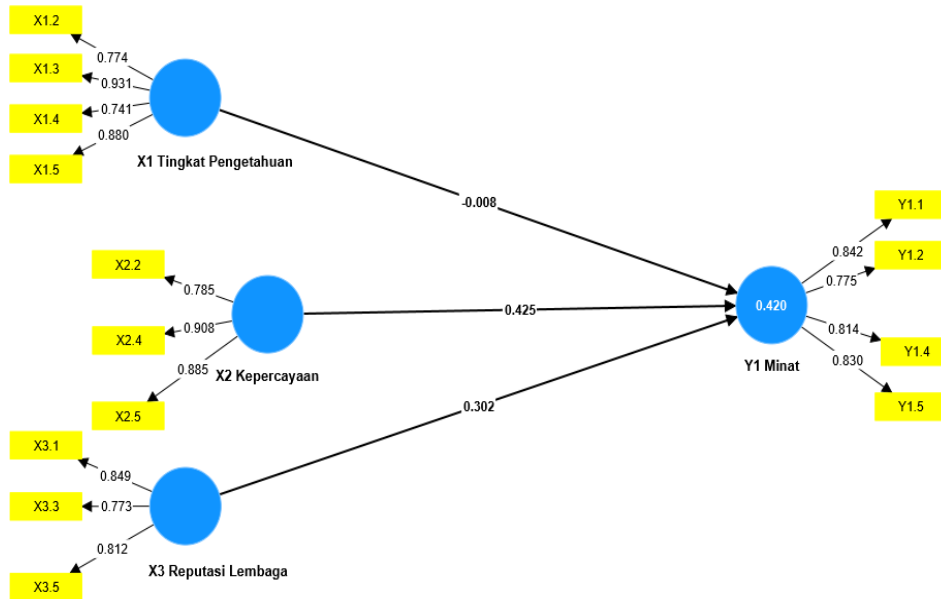 X1.2
0.774
X1.3
0.931
X1.4
0.741
X1.5
0.880
X1 Tingkat Pengetahuan
-0.008
X2.2
0.785
X2.4
0.908
X2.5
0.885
X2 Kepercayaan
0.425
X3.1
0.849
X3.3
0.773
X3.5
0.812
X3 Reputasi Lembaga
0.302
0.420
Y1 Minat
Y1.1
0.842
Y1.2
0.775
Y1.4
0.814
Y1.5
0.830